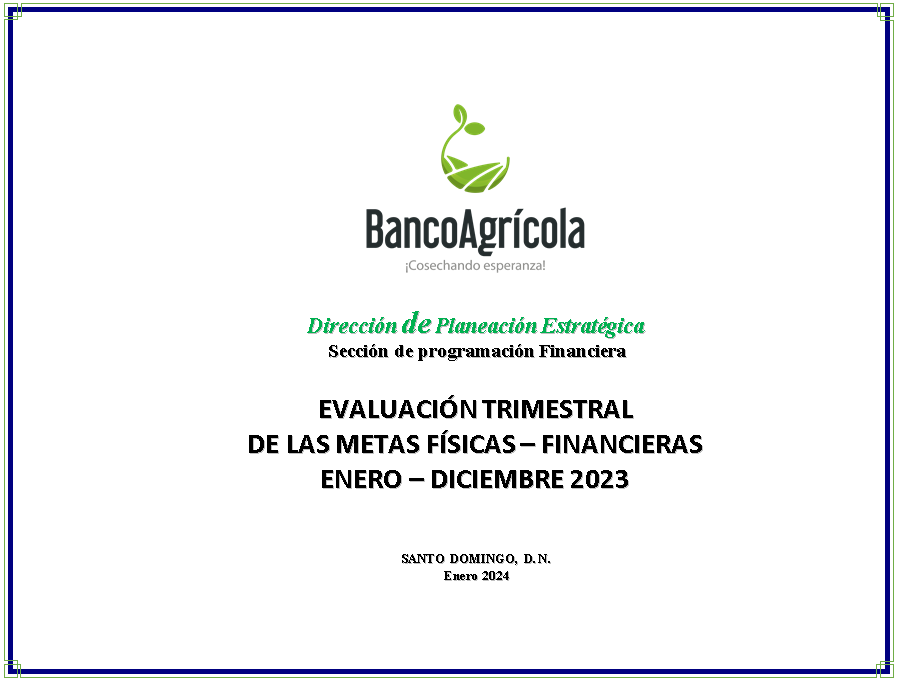 BancoAgrícola
¡Cosechando esperanza!
Dirección de Planeación Estratégica
Sección de programación Financiera
EVALUACIÓN TRIMESTRAL
DE LAS METAS FÍSICAS – FINANCIERAS
ENERO – DICIEMBRE 2023
SANTO DOMINGO, D. N.
Enero 2024